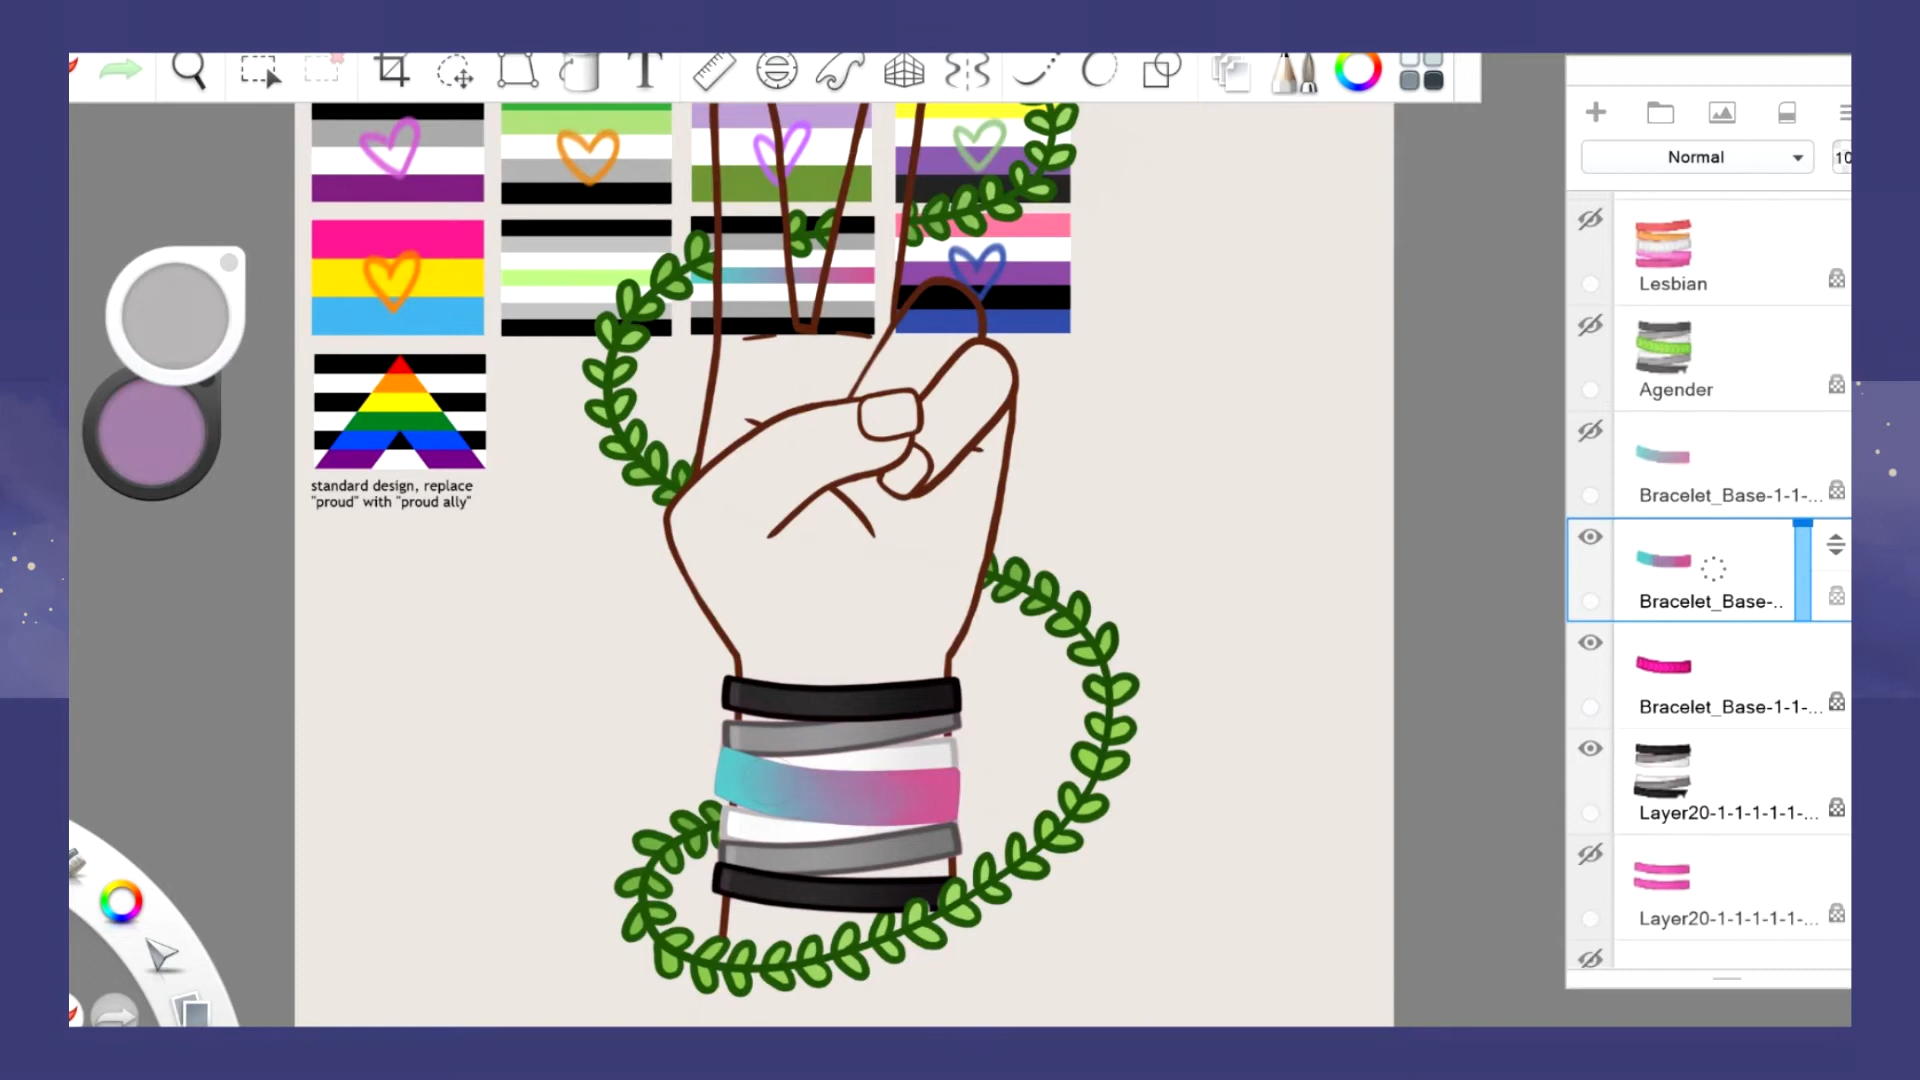 Normal
10
Lesbian
Agender
Bracelet_Base-1-1-...
Bracelet_Base-..
Bracelet_Base-1-1-...
Layer20-1-1-1-1-1-...
Layer20-1-1-1-1-1-...
standard design, replace
"proud" with "proud ally"